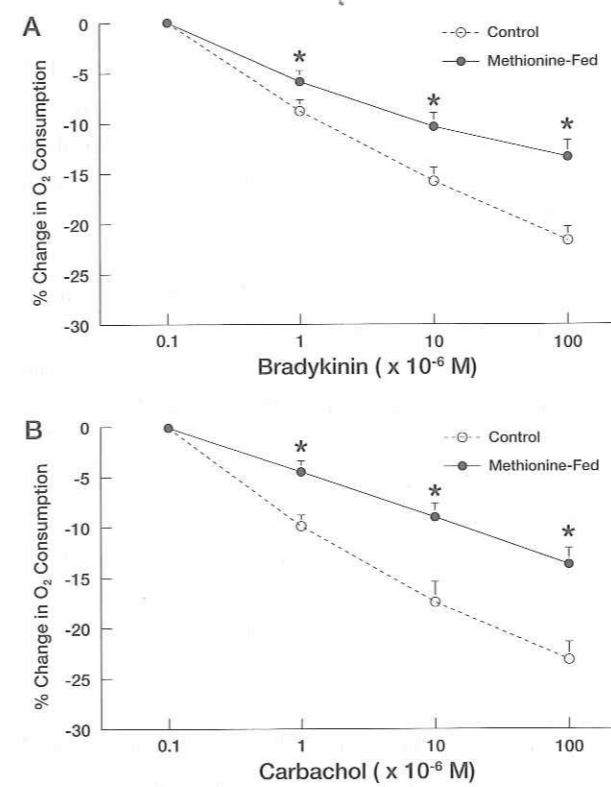 A
Control
Methionine-Fed
% Change in O₂ Consumption
0
-5
-10
-15
-20
-25
-30
*
*
*
0.1 1 10 100
Bradykinin ( x 10⁻⁶ M)
B
Control
Methionine-Fed
% Change in O₂ Consumption
0
-5
-10
-15
-20
-25
-30
*
*
*
0.1 1 10 100
Carbachol ( x 10⁻⁶ M)